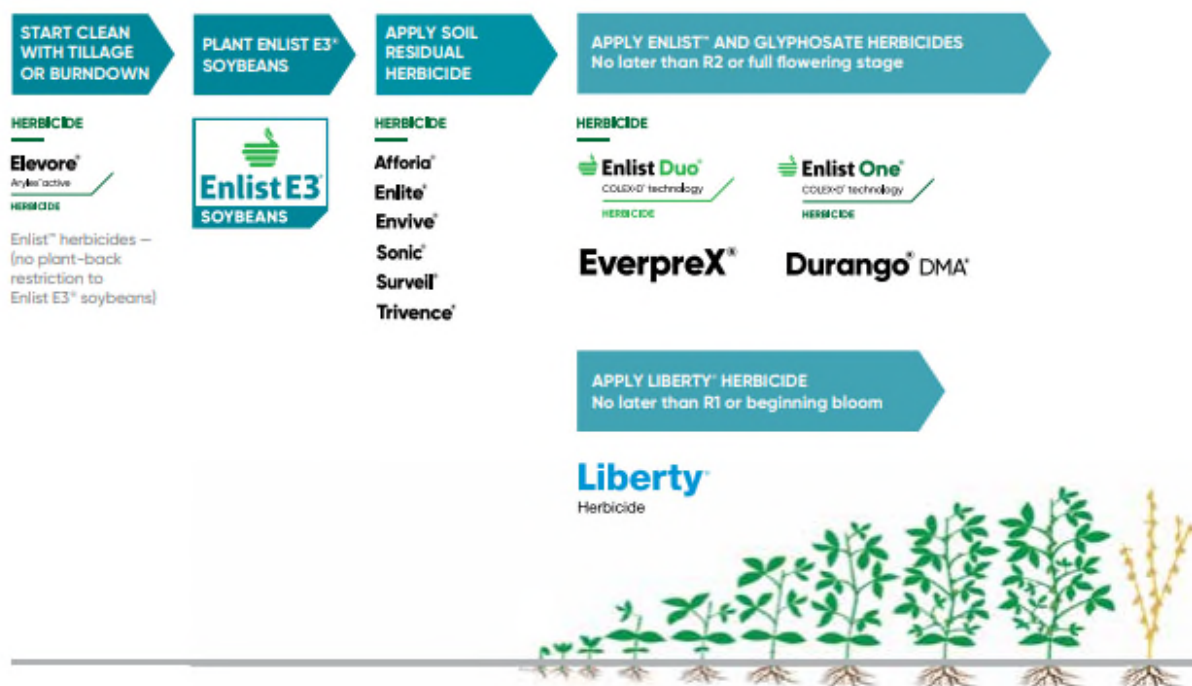 START CLEAN
WITH TILLAGE
OR BURNDOWN
HERBICIDE
Elevore®
Arylex™ active
HERBICIDE
Enlist™ herbicides —
(no plant-back
restriction to
Enlist E3® soybeans)
PLANT ENLIST E3®
SOYBEANS
Enlist E3®
SOYBEANS
APPLY SOIL
RESIDUAL
HERBICIDE
HERBICIDE
Afforia®
Enlite®
Envive®
Sonic®
Surveil®
Trivence®
APPLY ENLIST™ AND GLYPHOSATE HERBICIDES
No later than R2 or full flowering stage
HERBICIDE
Enlist Duo®
COLEX-D® technology
HERBICIDE
Enlist One®
COLEX-D® technology
HERBICIDE
EverpreX®
Durango® DMA®
APPLY LIBERTY® HERBICIDE
No later than R1 or beginning bloom
Liberty®
Herbicide